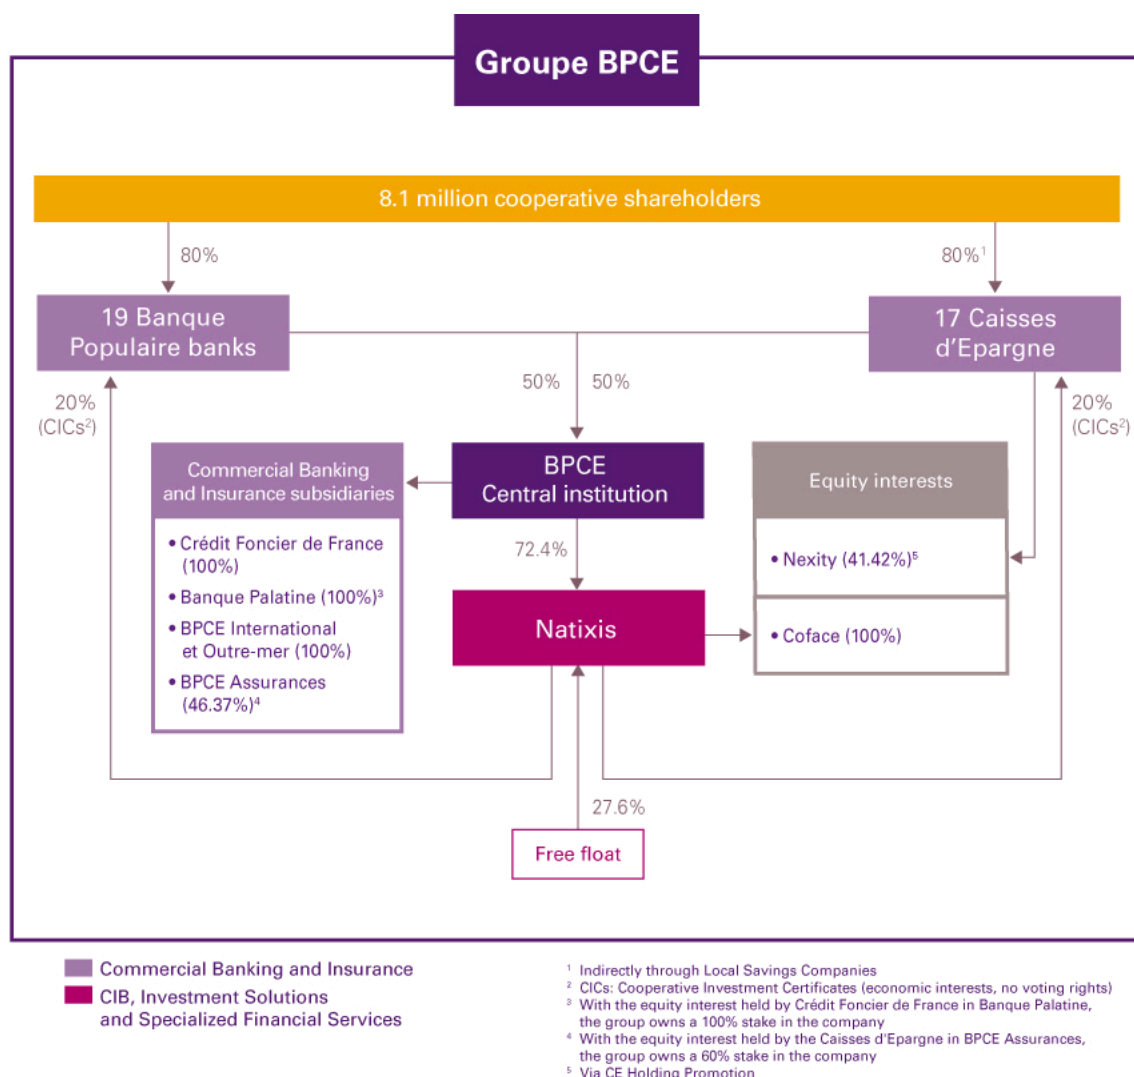 Groupe BPCE
8.1 million cooperative shareholders
80%
80%¹
19 Banque
Populaire banks
17 Caisses
d'Epargne
50%
50%
20%
(CICs²)
20%
(CICs²)
Commercial Banking
and Insurance subsidiaries
• Crédit Foncier de France
(100%)
• Banque Palatine (100%)³
• BPCE International
et Outre-mer (100%)
• BPCE Assurances
(46.37%)⁴
BPCE
Central institution
72.4%
Natixis
Equity interests
• Nexity (41.42%)⁵
• Coface (100%)
27.6%
Free float
Commercial Banking and Insurance
CIB, Investment Solutions
and Specialized Financial Services
¹ Indirectly through Local Savings Companies
² CICs: Cooperative Investment Certificates (economic interests, no voting rights)
³ With the equity interest held by Crédit Foncier de France in Banque Palatine,
the group owns a 100% stake in the company
⁴ With the equity interest held by the Caisses d'Epargne in BPCE Assurances,
the group owns a 60% stake in the company
⁵ Via CE Holding Promotion